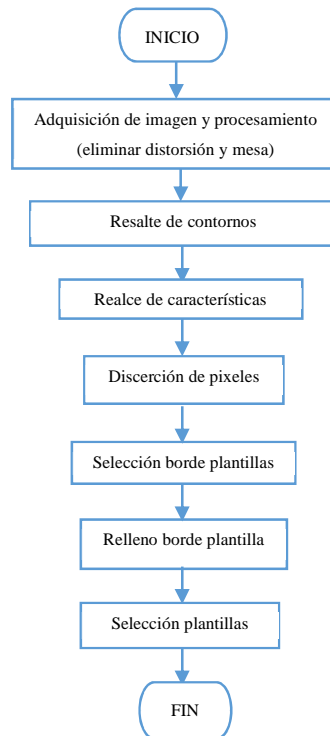 INICIO
Adquisición de imagen y procesamiento
(eliminar distorsión y mesa)
Resalte de contornos
Realce de características
Discerción de pixeles
Selección borde plantillas
Relleno borde plantilla
Selección plantillas
FIN